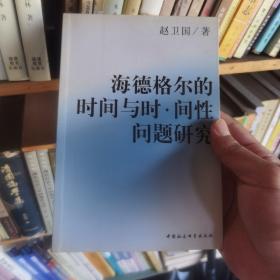 赵卫国/著
海德格尔的
时间与时·间性
问题研究
中国社会科学出版社